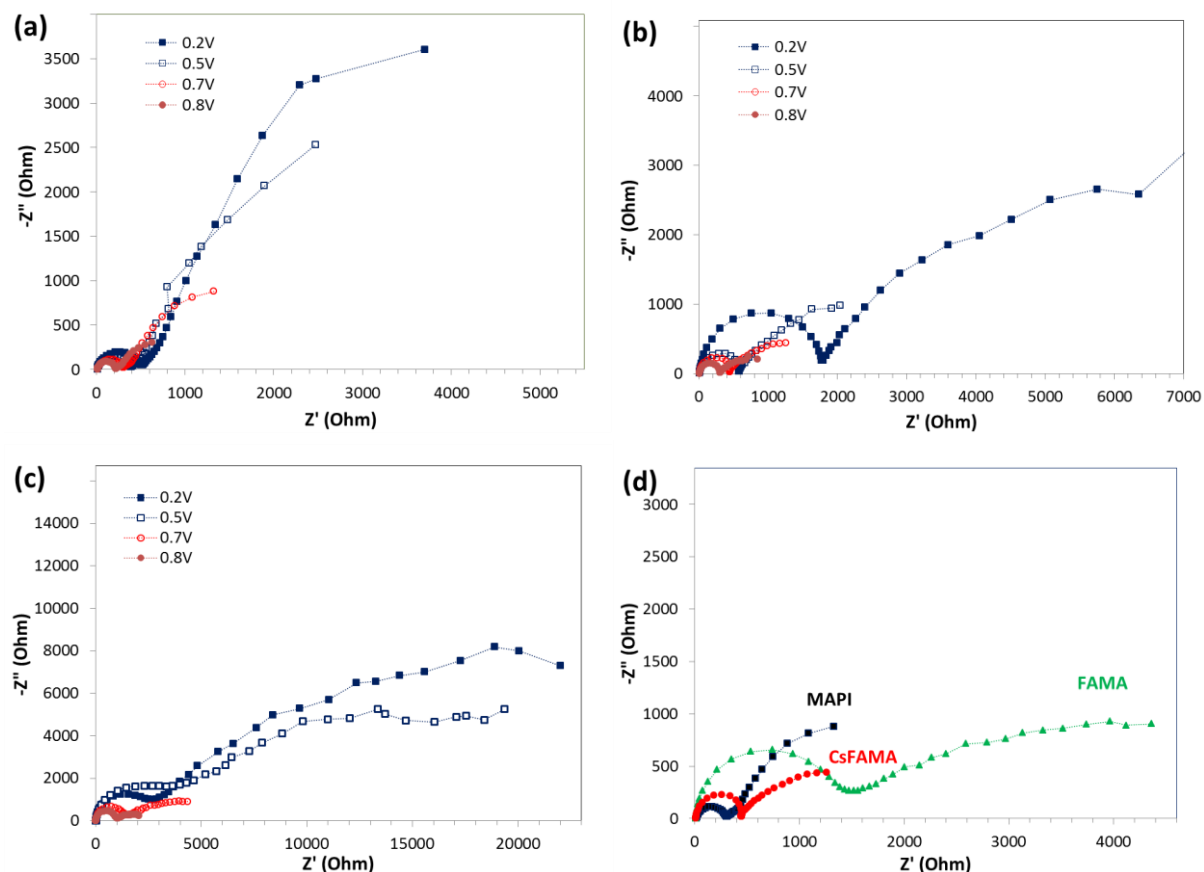 (a)
0.2V
0.5V
0.7V
0.8V
3500
3000
2500
2000
1500
1000
500
0
-Z" (Ohm)
0 1000 2000 3000 4000 5000
Z' (Ohm)
(b)
0.2V
0.5V
0.7V
0.8V
5000
4000
3000
2000
1000
0
-Z" (Ohm)
0 1000 2000 3000 4000 5000 6000 7000
Z' (Ohm)
(c)
0.2V
0.5V
0.7V
0.8V
14000
12000
10000
8000
6000
4000
2000
0
-Z" (Ohm)
0 5000 10000 15000 20000
Z' (Ohm)
(d)
3000
2500
2000
1500
1000
500
0
-Z" (Ohm)
MAPI
FAMA
CsFAMA
0 1000 2000 3000 4000
Z' (Ohm)